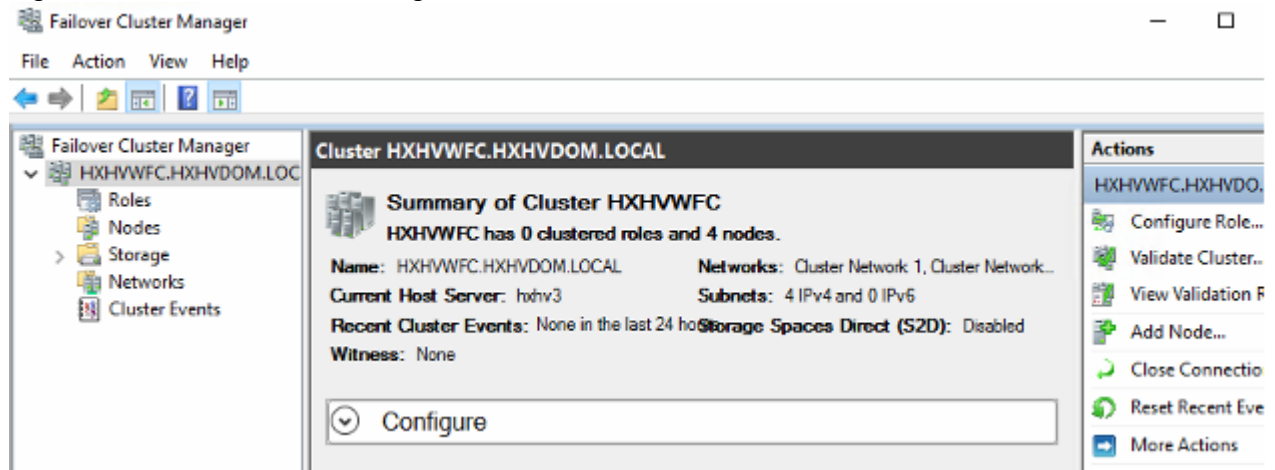 Failover Cluster Manager
File Action View Help
Failover Cluster Manager
HXHVWFC.HXHVDOM.LOC
Roles
Nodes
Storage
Networks
Cluster Events
Cluster HXHVWFC.HXHVDOM.LOCAL
Summary of Cluster HXHVWFC
HXHVWFC has 0 clustered roles and 4 nodes.
Name: HXHVWFC.HXHVDOM.LOCAL Networks: Cluster Network 1, Cluster Network...
Current Host Server: hxhv3 Subnets: 4 IPv4 and 0 IPv6
Recent Cluster Events: None in the last 24 ho Storage Spaces Direct (S2D): Disabled
Witness: None
Configure
Actions
HXHVWFC.HXHVDO.
Configure Role...
Validate Cluster...
View Validation R
Add Node...
Close Connectio
Reset Recent Eve
More Actions